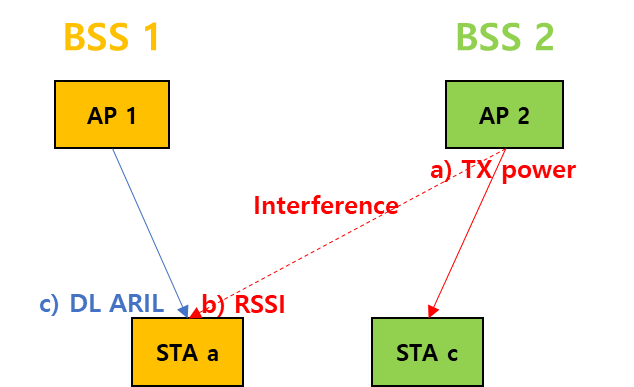 BSS 1
BSS 2
AP 1
AP 2
a) TX power
Interference
c) DL ARIL
b) RSSI
STA a
STA c